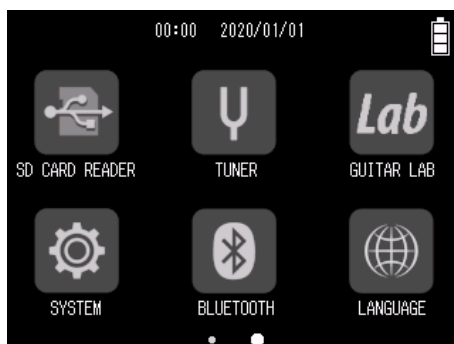 00:00 2020/01/01
Lab
SD CARD READER TUNER GUITAR LAB
SYSTEM BLUETOOTH LANGUAGE